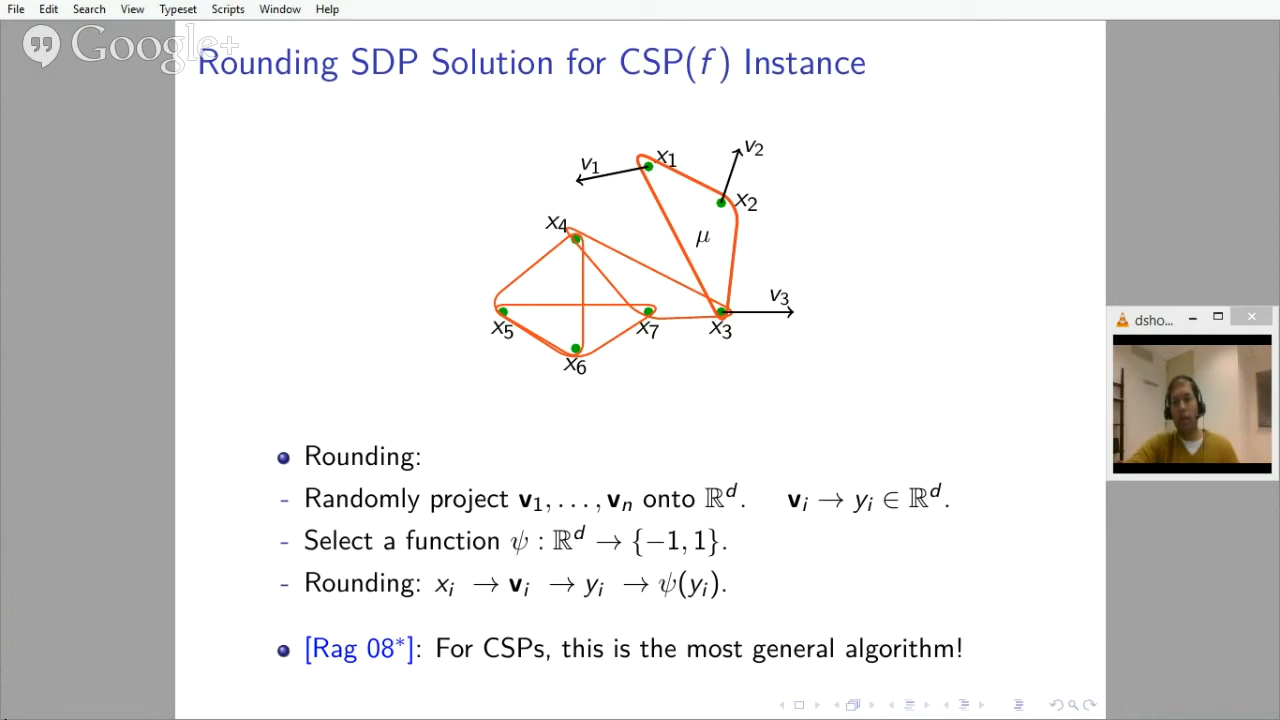 File Edit Search View Typeset Scripts Window Help
Google+
Rounding SDP Solution for CSP(f) Instance
v1
x1
v2
x2
x4
μ
v3
x5
x7
x3
x6
dsho...
Rounding:
- Randomly project v1, . . . , vn onto ℝᵈ. vi → yi ∈ ℝᵈ.
- Select a function ψ : ℝᵈ → {−1, 1}.
- Rounding: xi → vi → yi → ψ(yi).
[Rag 08*]: For CSPs, this is the most general algorithm!